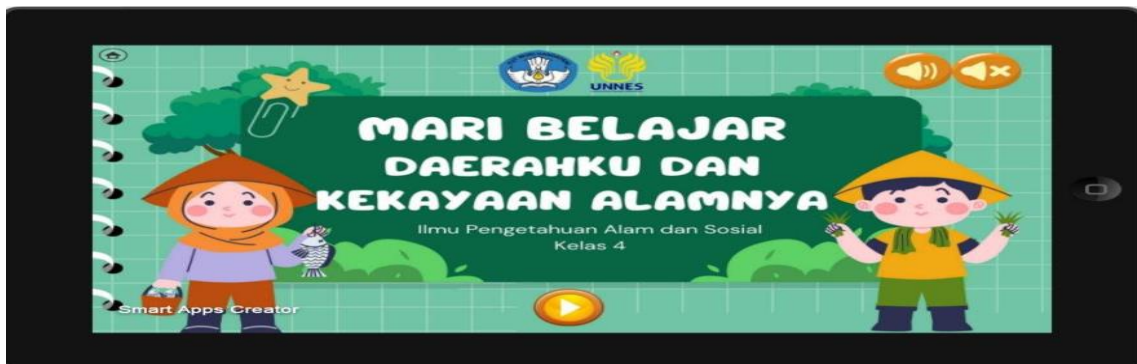 UNNES
MARI BELAJAR
DAERAHKU DAN
KEKAYAAN ALAMNYA
Ilmu Pengetahuan Alam dan Sosial
Kelas 4
Smart Apps Creator